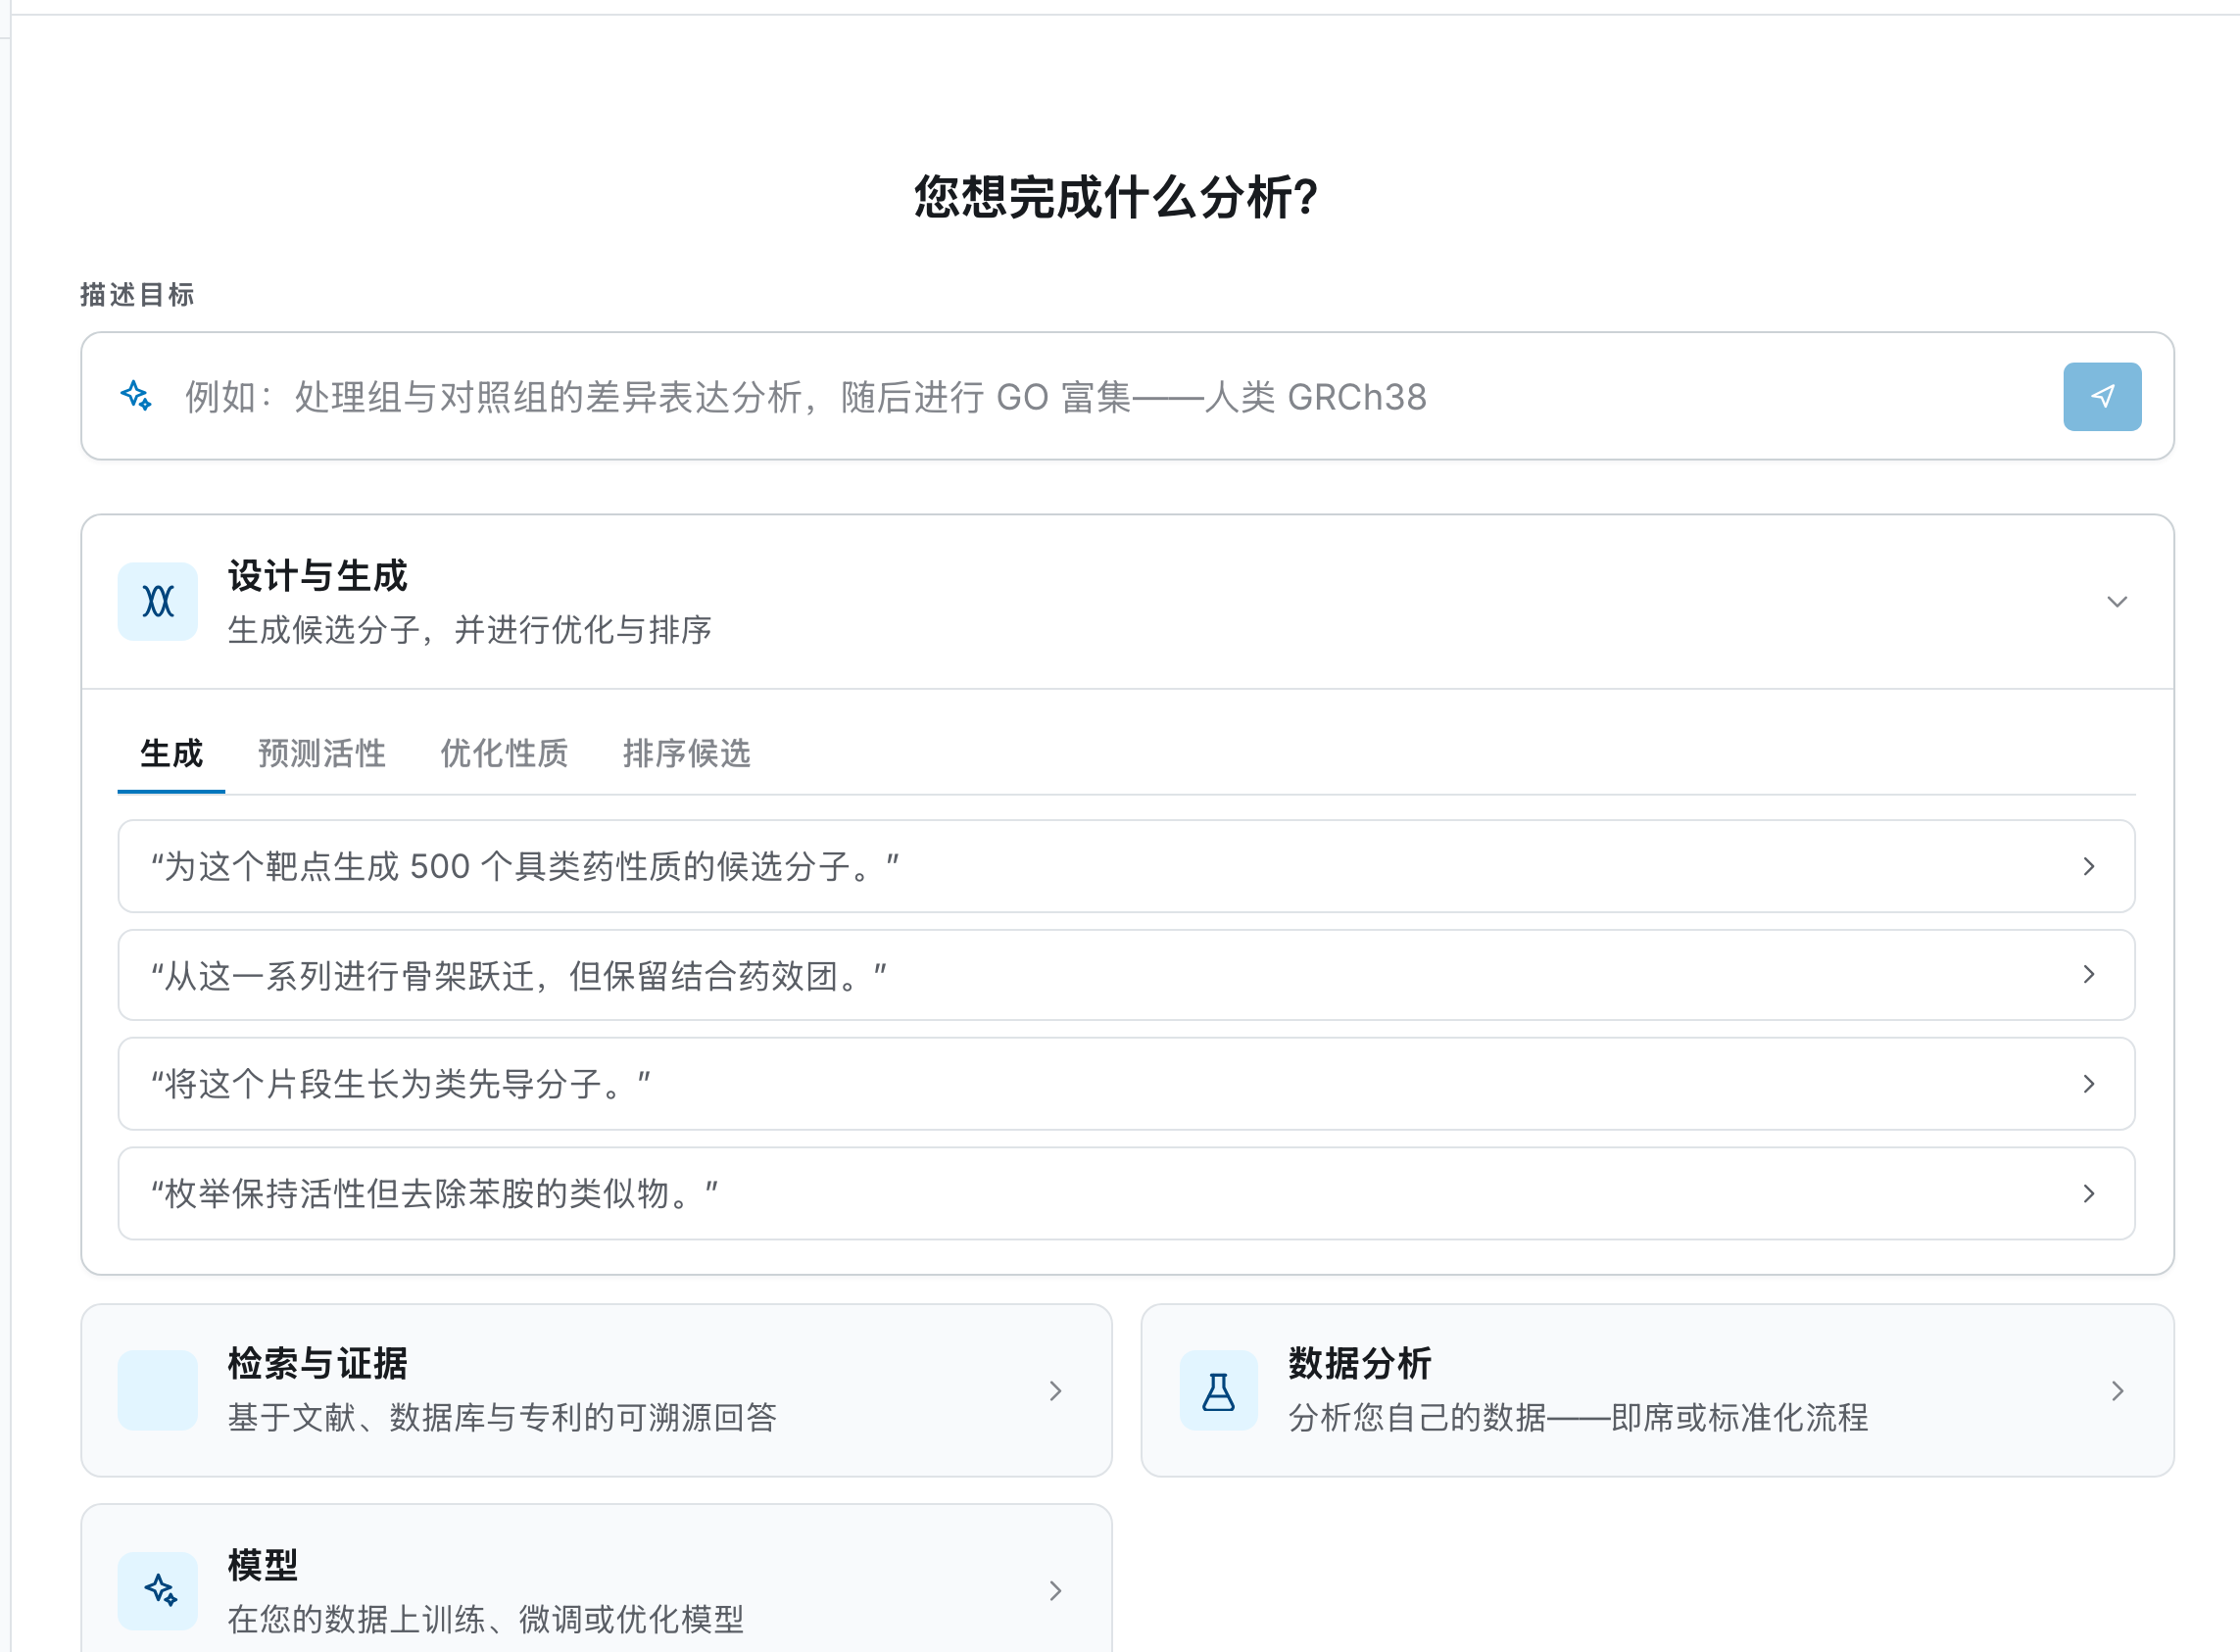 您想完成什么分析?
描述目标
例如：处理组与对照组的差异表达分析，随后进行 GO 富集——人类 GRCh38
设计与生成
生成候选分子，并进行优化与排序
生成 预测活性 优化性质 排序候选
“为这个靶点生成 500 个具类药性质的候选分子。”
“从这一系列进行骨架跃迁，但保留结合药效团。”
“将这个片段生长为类先导分子。”
“枚举保持活性但去除苯胺的类似物。”
检索与证据
基于文献、数据库与专利的可溯源回答
数据分析
分析您自己的数据——即席或标准化流程
模型
在您的数据上训练、微调或优化模型